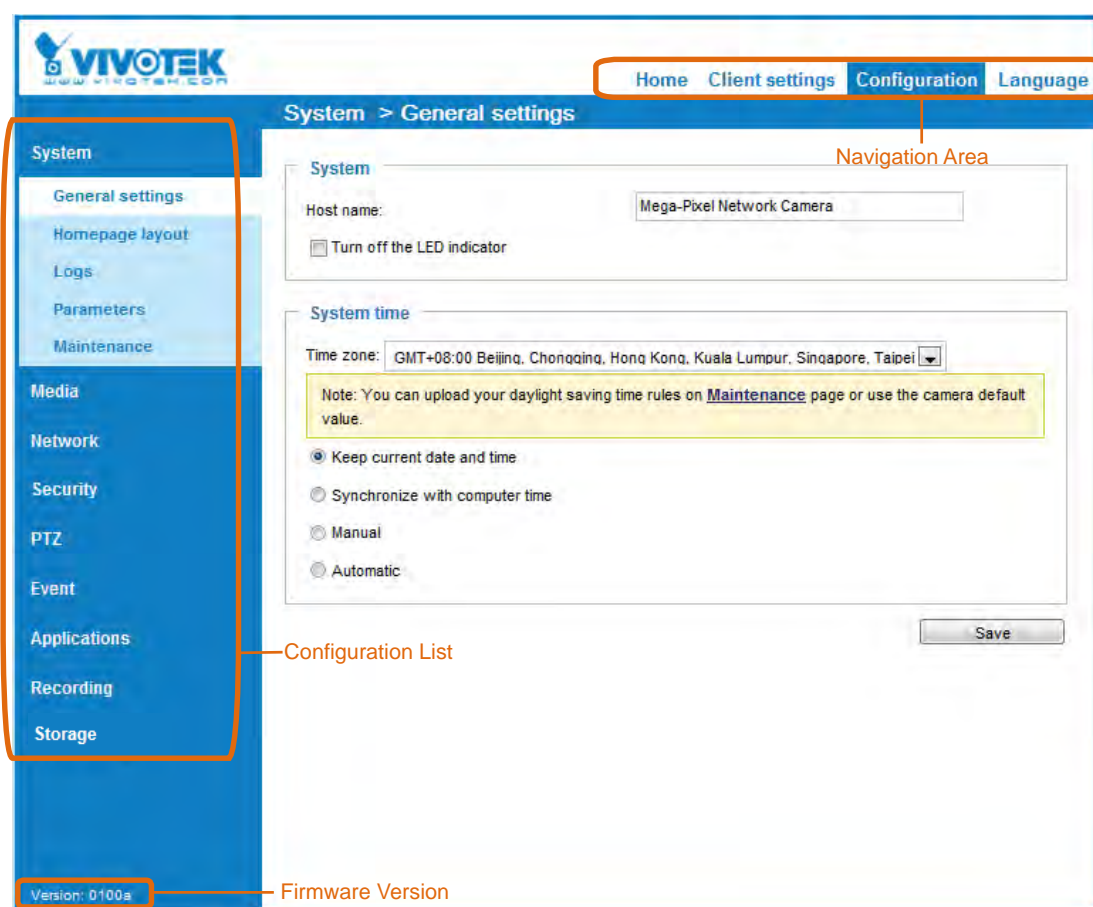 VIVOTEK
WWW.VIVOTEK.COM
Home Client settings Configuration Language
System > General settings
Navigation Area
System
General settings
Homepage layout
Logs
Parameters
Maintenance
Media
Network
Security
PTZ
Event
Applications
Recording
Storage
Configuration List
Version: 0100a
Firmware Version
System
Host name: Mega-Pixel Network Camera
Turn off the LED indicator
System time
Time zone: GMT+08:00 Beijing, Chongqing, Hong Kong, Kuala Lumpur, Singapore, Taipei
Note: You can upload your daylight saving time rules on Maintenance page or use the camera default
value.
Keep current date and time
Synchronize with computer time
Manual
Automatic
Save